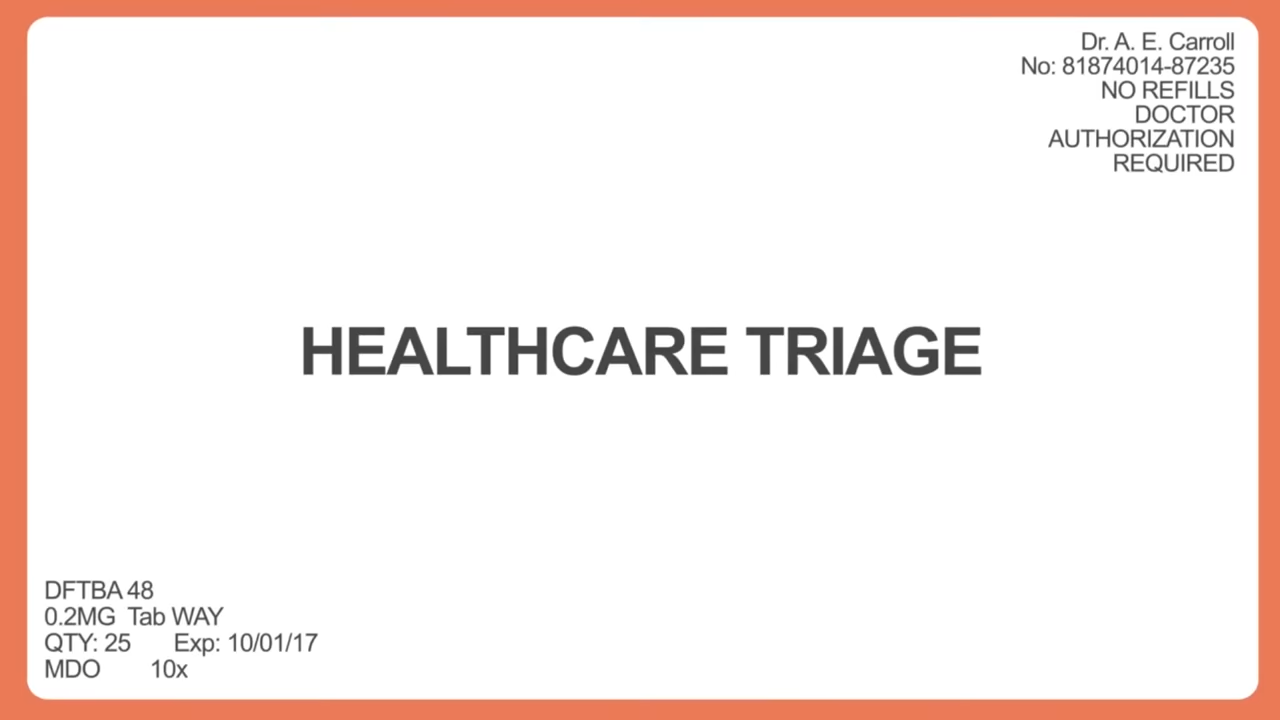 Dr. A. E. Carroll
No: 81874014-87235
NO REFILLS
DOCTOR
AUTHORIZATION
REQUIRED
HEALTHCARE TRIAGE
DFTBA 48
0.2MG Tab WAY
QTY: 25 Exp: 10/01/17
MDO 10x